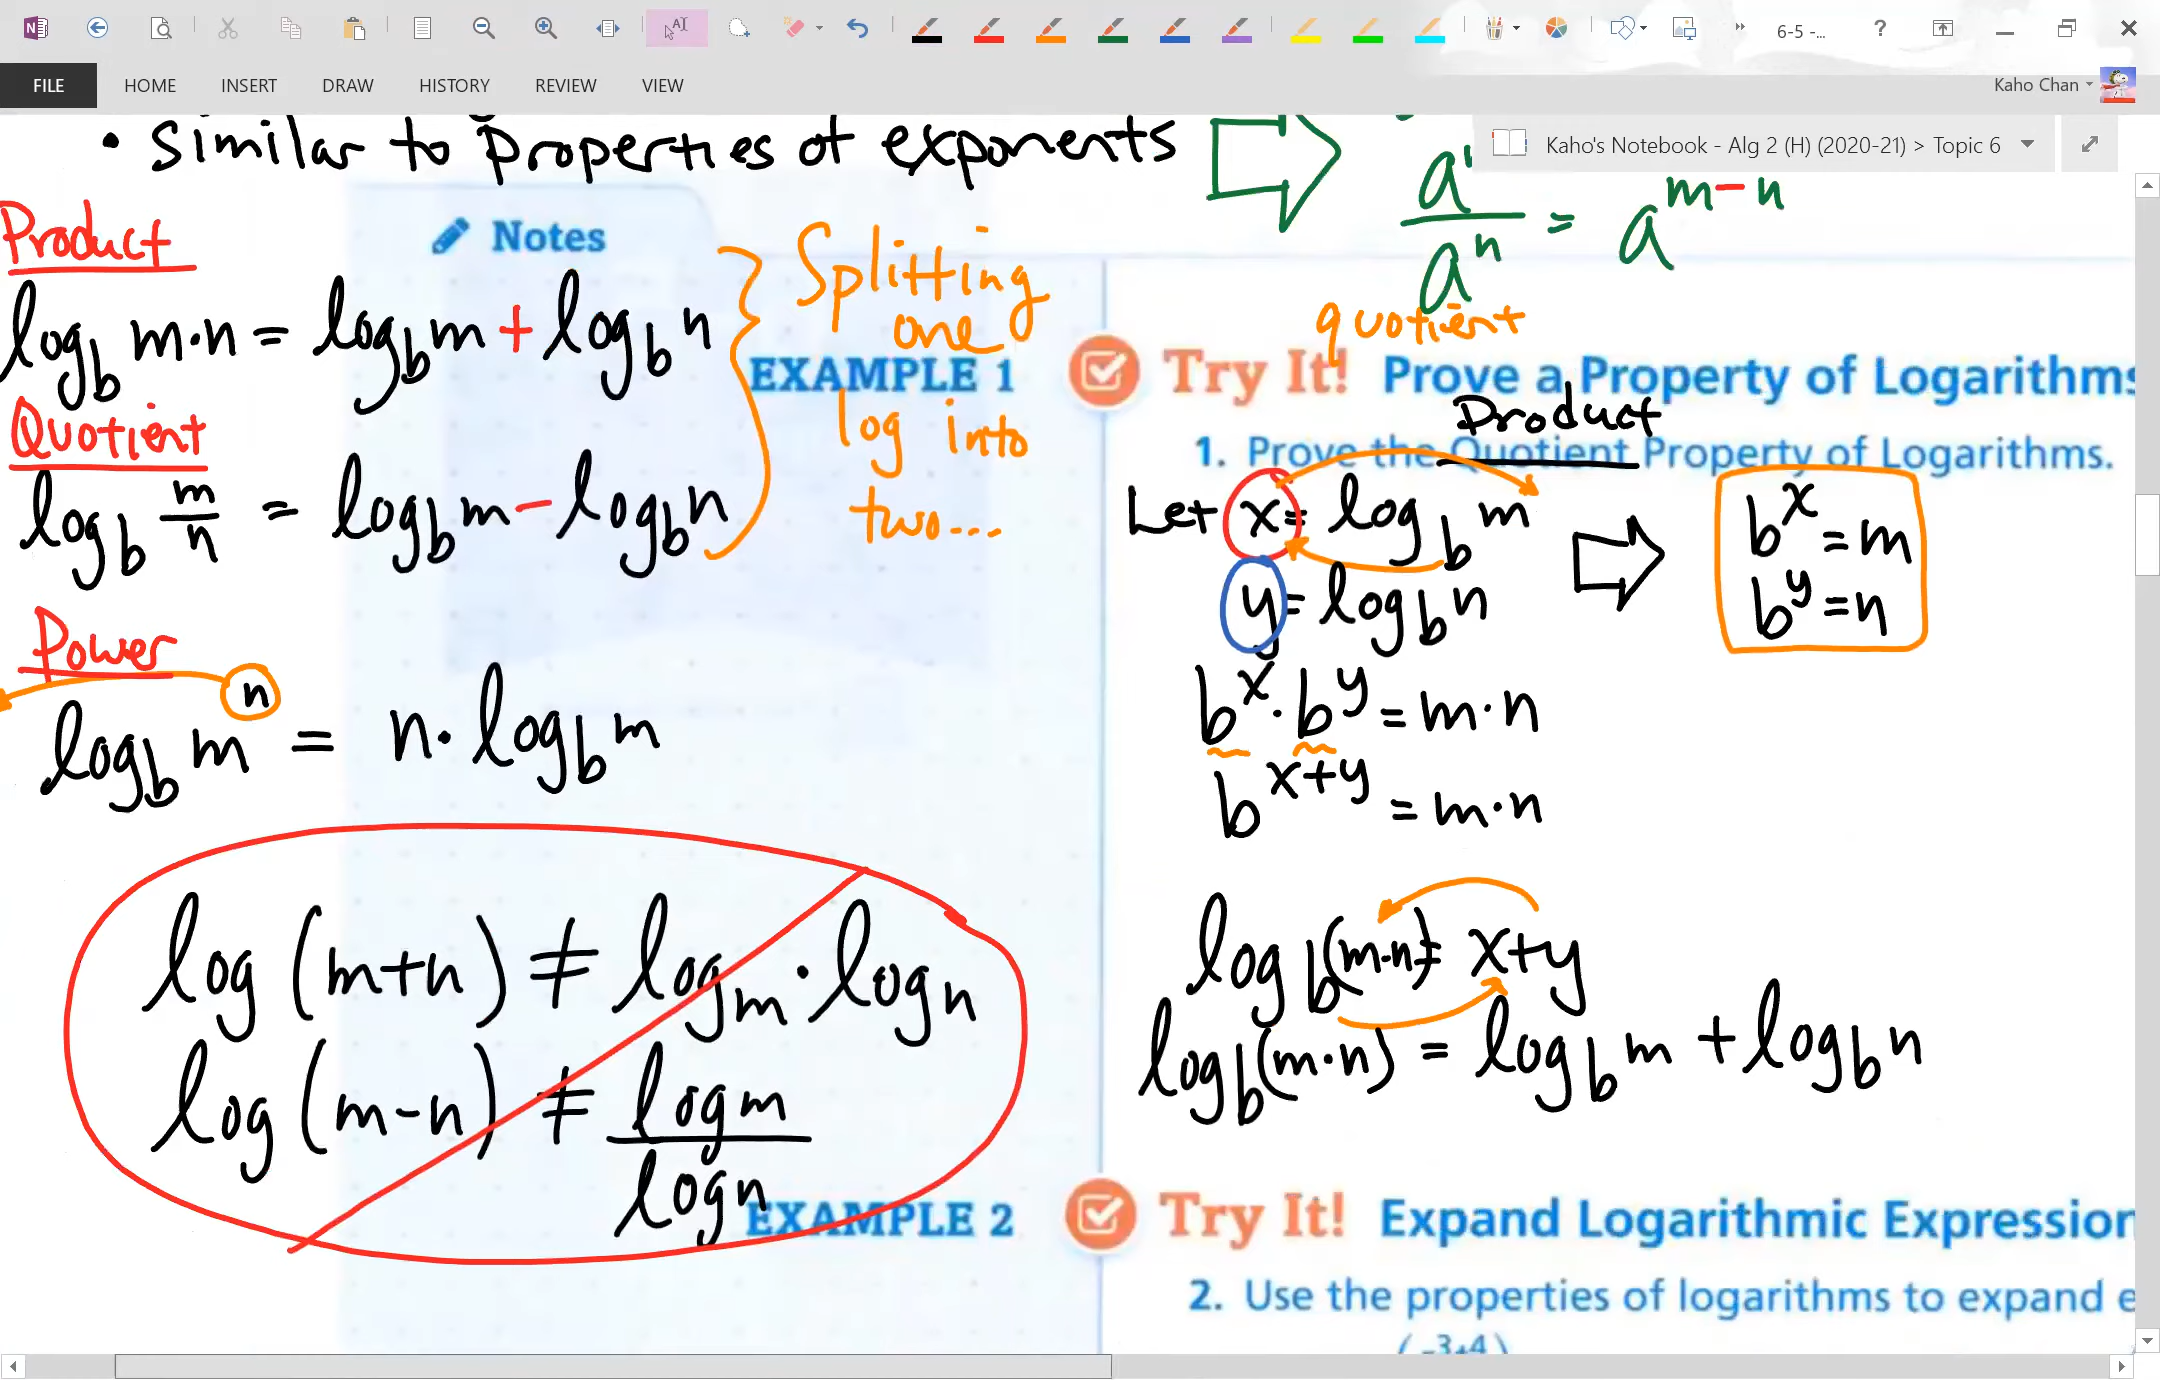 6-5 -...
?
FILE HOME INSERT DRAW HISTORY REVIEW VIEW
Kaho Chan
Kaho's Notebook - Alg 2 (H) (2020-21) > Topic 6
• Similar to properties of exponents
a^n / a^n = a^(m-n)
quotient
Product
Notes
log_b m·n = log_b m + log_b n
Quotient
log_b m/n = log_b m - log_b n
Splitting
one
log into
two...
Power
log_b m^n = n·log_b m
log (m+n) ≠ log m · log n
log (m-n) ≠ log m / log n
EXAMPLE 1
Try It! Prove a Property of Logarithms
Product
1. Prove the Quotient Property of Logarithms.
Let x = log_b m
y = log_b n
b^x = m
b^y = n
b^x · b^y = m·n
b^(x+y) = m·n
log_b (m·n) = x+y
log_b (m·n) = log_b m + log_b n
EXAMPLE 2
Try It! Expand Logarithmic Expression
2. Use the properties of logarithms to expand e